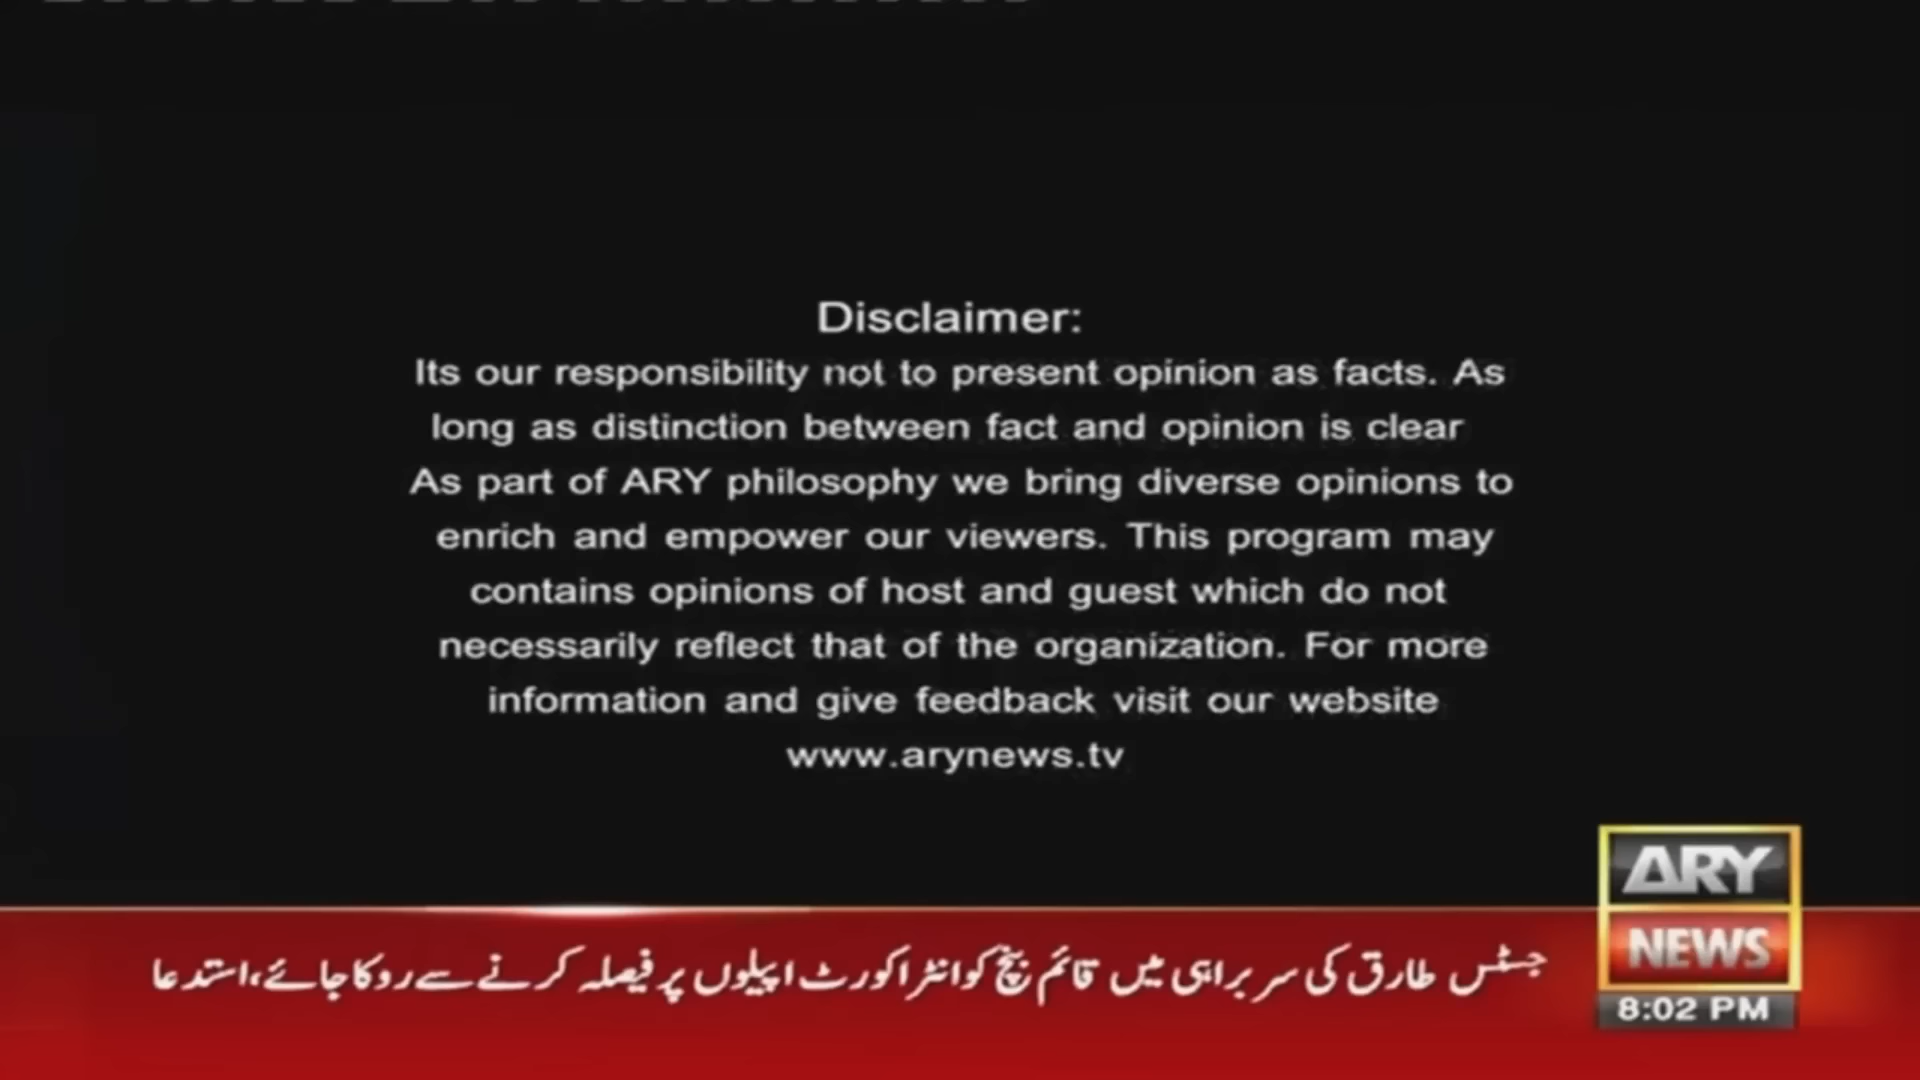 Disclaimer:
Its our responsibility not to present opinion as facts. As
long as distinction between fact and opinion is clear
As part of ARY philosophy we bring diverse opinions to
enrich and empower our viewers. This program may
contains opinions of host and guest which do not
necessarily reflect that of the organization. For more
information and give feedback visit our website
www.arynews.tv
ARY
NEWS
جسٹس طارق کی سربراہی میں قائم بنچ کو انٹرا کورٹ اپیلوں پر فیصلہ کرنے سے روکا جائے، استدعا
8:02 PM